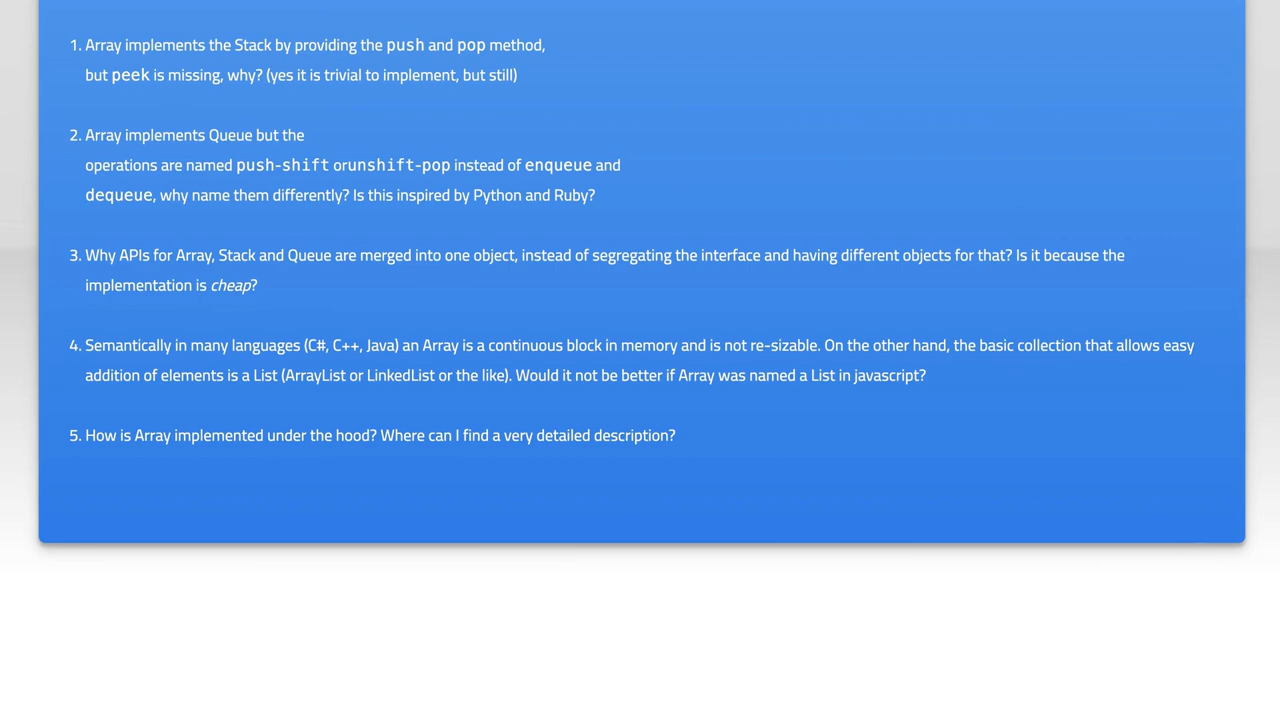 1. Array implements the Stack by providing the push and pop method,
but peek is missing, why? (yes it is trivial to implement, but still)
2. Array implements Queue but the
operations are named push-shift orunshift-pop instead of enqueue and
dequeue, why name them differently? Is this inspired by Python and Ruby?
3. Why APIs for Array, Stack and Queue are merged into one object, instead of segregating the interface and having different objects for that? Is it because the
implementation is cheap?
4. Semantically in many languages (C#, C++, Java) an Array is a continuous block in memory and is not re-sizable. On the other hand, the basic collection that allows easy
addition of elements is a List (ArrayList or LinkedList or the like). Would it not be better if Array was named a List in javascript?
5. How is Array implemented under the hood? Where can I find a very detailed description?